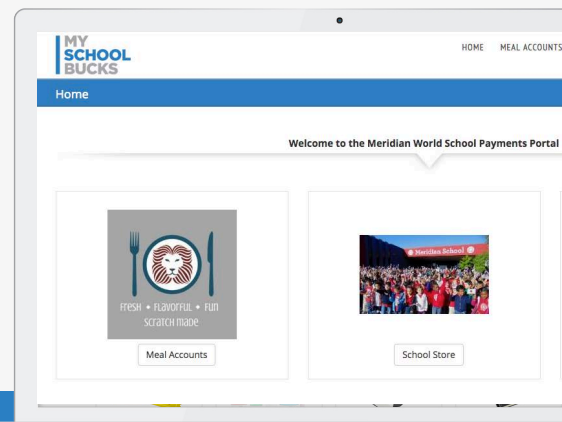 MY
SCHOOL
BUCKS
HOME MEAL ACCOUNTS
Home
Welcome to the Meridian World School Payments Portal
Meridian School
FRESH • FLAVORFUL • FUN
SCRATCH MADE
Meal Accounts
School Store